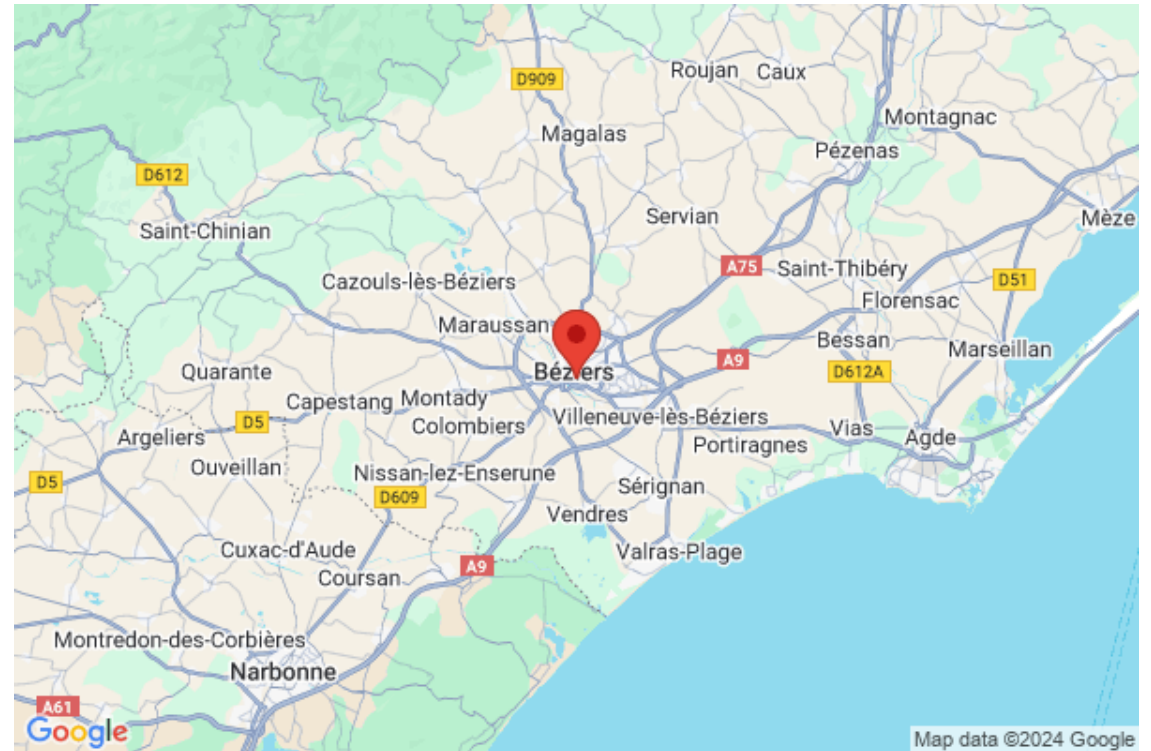 Roujan
Caux
D909
Montagnac
Magalas
Pézenas
D612
Servian
Mèze
Saint-Chinian
A75
Saint-Thibéry
D51
Cazouls-lès-Béziers
Florensac
Maraussan
Bessan
Marseillan
A9
Quarante
Béziers
D612A
Capestang
Montady
D5
Villeneuve-lès-Béziers
Colombiers
Vias
Argeliers
Portiragnes
Agde
Ouveillan
Nissan-lez-Enserune
D5
D609
Sérignan
Vendres
Cuxac-d'Aude
Valras-Plage
A9
Coursan
Montredon-des-Corbières
Narbonne
A61
Google
Map data ©2024 Google